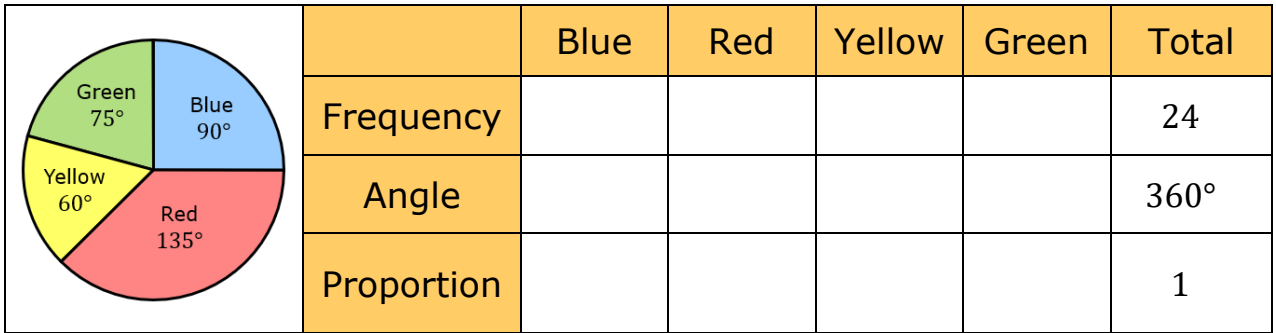 Green
75°
Blue
90°
Yellow
60°
Red
135°
Blue Red Yellow Green Total
Frequency 24
Angle 360°
Proportion 1